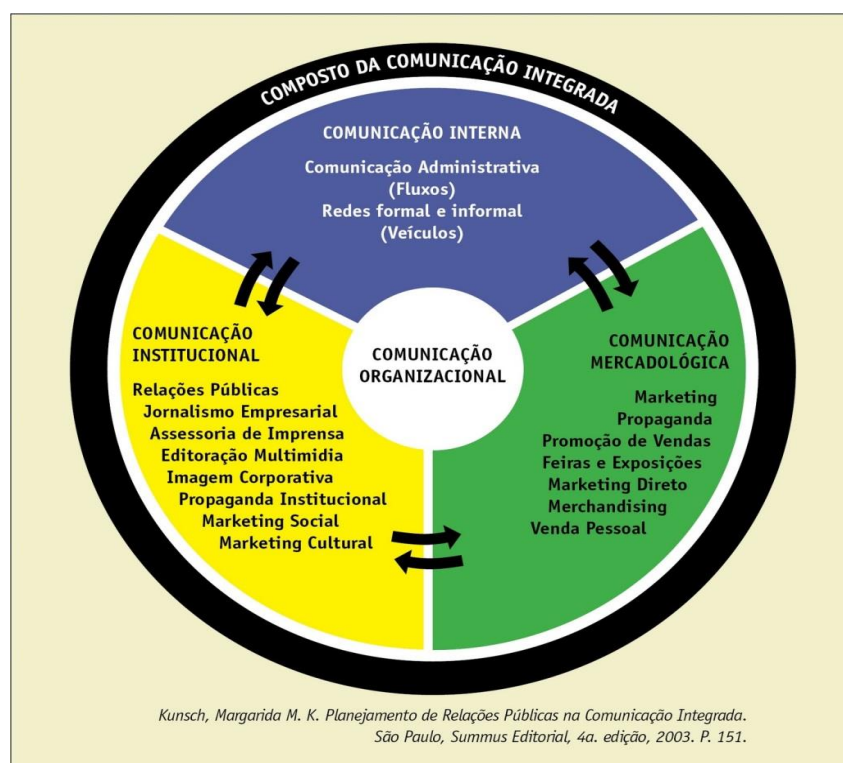 COMPOSTO DA COMUNICAÇÃO INTEGRADA
COMUNICAÇÃO INTERNA
Comunicação Administrativa
(Fluxos)
Redes formal e informal
(Veículos)
COMUNICAÇÃO
INSTITUCIONAL
Relações Públicas
Jornalismo Empresarial
Assessoria de Imprensa
Editoração Multimidia
Imagem Corporativa
Propaganda Institucional
Marketing Social
Marketing Cultural
COMUNICAÇÃO
ORGANIZACIONAL
COMUNICAÇÃO
MERCADOLÓGICA
Marketing
Propaganda
Promoção de Vendas
Feiras e Exposições
Marketing Direto
Merchandising
Venda Pessoal
Kunsch, Margarida M. K. Planejamento de Relações Públicas na Comunicação Integrada.
São Paulo, Summus Editorial, 4a. edição, 2003. P. 151.